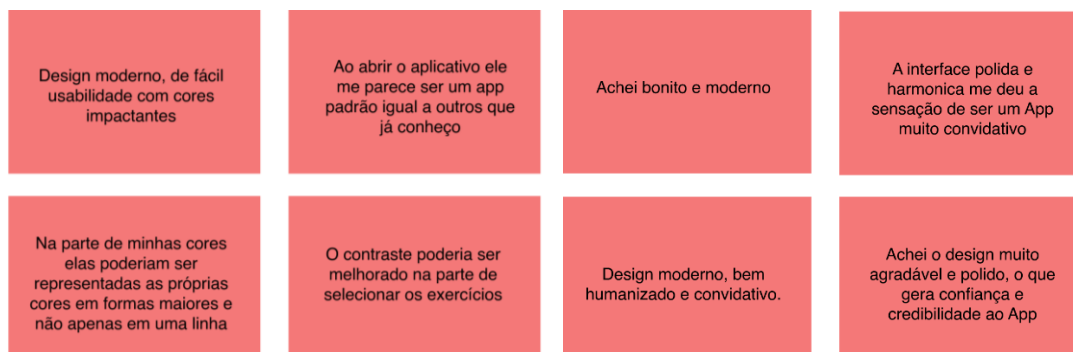 Design moderno, de fácil
usabilidade com cores
impactantes
Ao abrir o aplicativo ele
me parece ser um app
padrão igual a outros que
já conheço
Achei bonito e moderno
A interface polida e
harmonica me deu a
sensação de ser um App
muito convidativo
Na parte de minhas cores
elas poderiam ser
representadas as próprias
cores em formas maiores e
não apenas em uma linha
O contraste poderia ser
melhorado na parte de
selecionar os exercícios
Design moderno, bem
humanizado e convidativo.
Achei o design muito
agradável e polido, o que
gera confiança e
credibilidade ao App